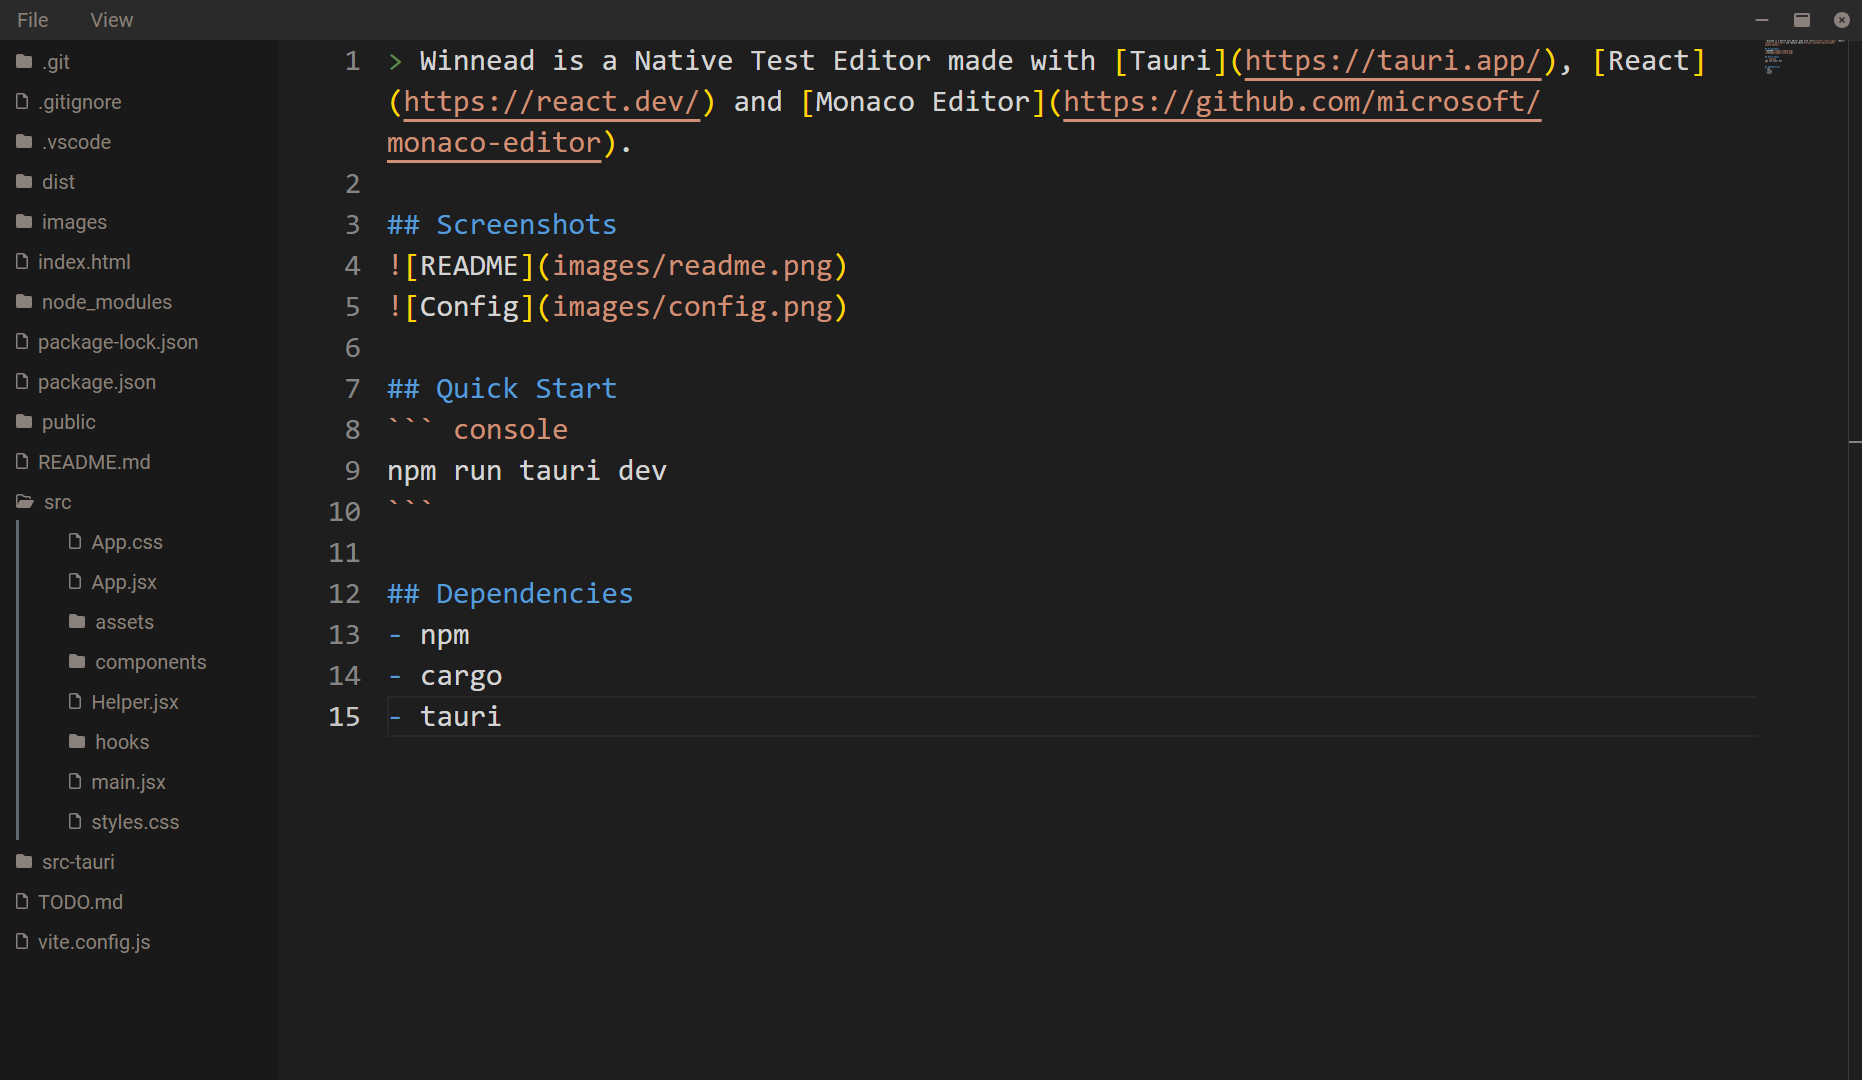 File View
.git
.gitignore
.vscode
dist
images
index.html
node_modules
package-lock.json
package.json
public
README.md
src
App.css
App.jsx
assets
components
Helper.jsx
hooks
main.jsx
styles.css
src-tauri
TODO.md
vite.config.js
1 > Winnead is a Native Test Editor made with [Tauri](https://tauri.app/), [React]
(https://react.dev/) and [Monaco Editor](https://github.com/microsoft/
monaco-editor).
2
3 ## Screenshots
4 ![README](images/readme.png)
5 ![Config](images/config.png)
6
7 ## Quick Start
8 ``` console
9 npm run tauri dev
10 ```
11
12 ## Dependencies
13 - npm
14 - cargo
15 - tauri